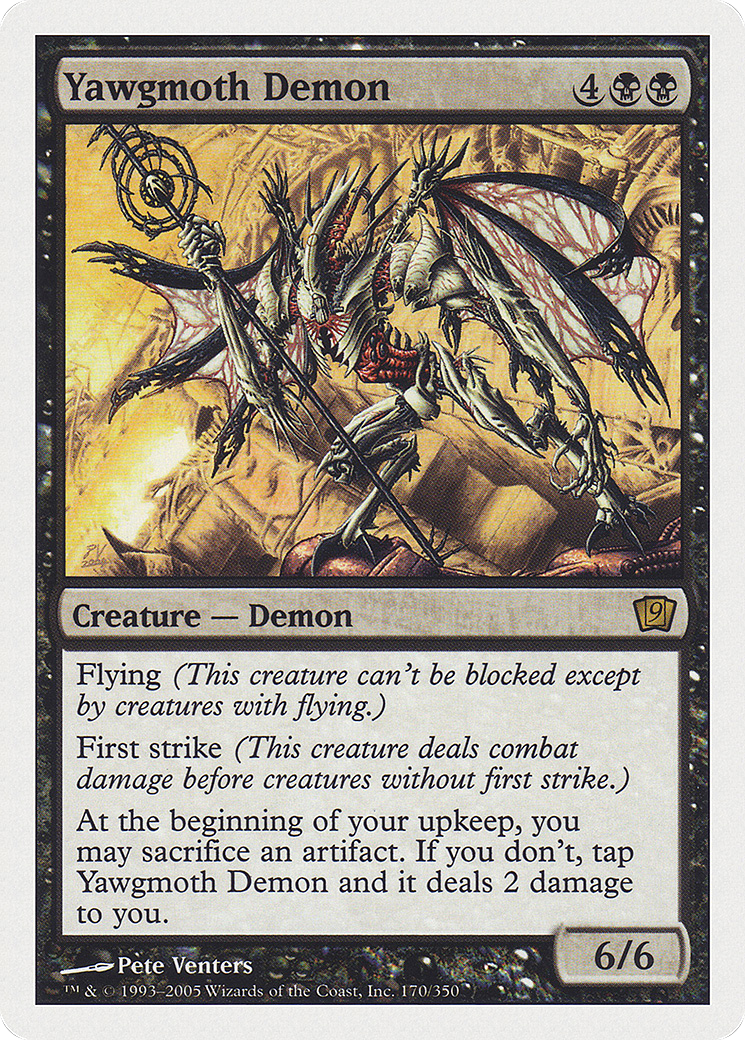 Yawgmoth Demon 4
Creature — Demon 9
Flying (This creature can't be blocked except
by creatures with flying.)
First strike (This creature deals combat
damage before creatures without first strike.)
At the beginning of your upkeep, you
may sacrifice an artifact. If you don't, tap
Yawgmoth Demon and it deals 2 damage
to you.
6/6
Pete Venters
™ & © 1993–2005 Wizards of the Coast, Inc. 170/350